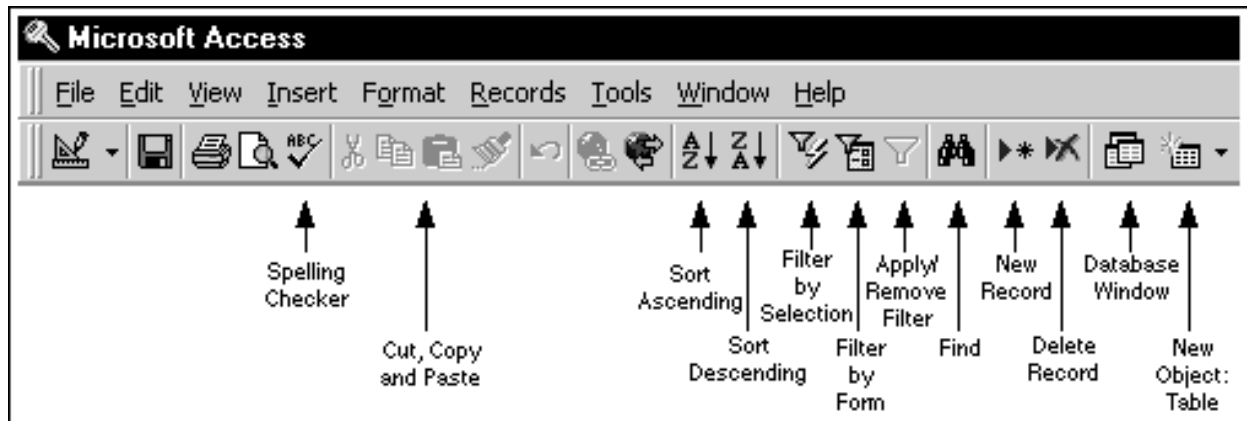 Microsoft Access
File Edit View Insert Format Records Tools Window Help
ABC
A
Z
Z
A
Spelling
Checker
Cut, Copy
and Paste
Sort
Ascending
Sort
Descending
Filter
by
Selection
Filter
by
Form
Apply/
Remove
Filter
Find
New
Record
Delete
Record
Database
Window
New
Object:
Table